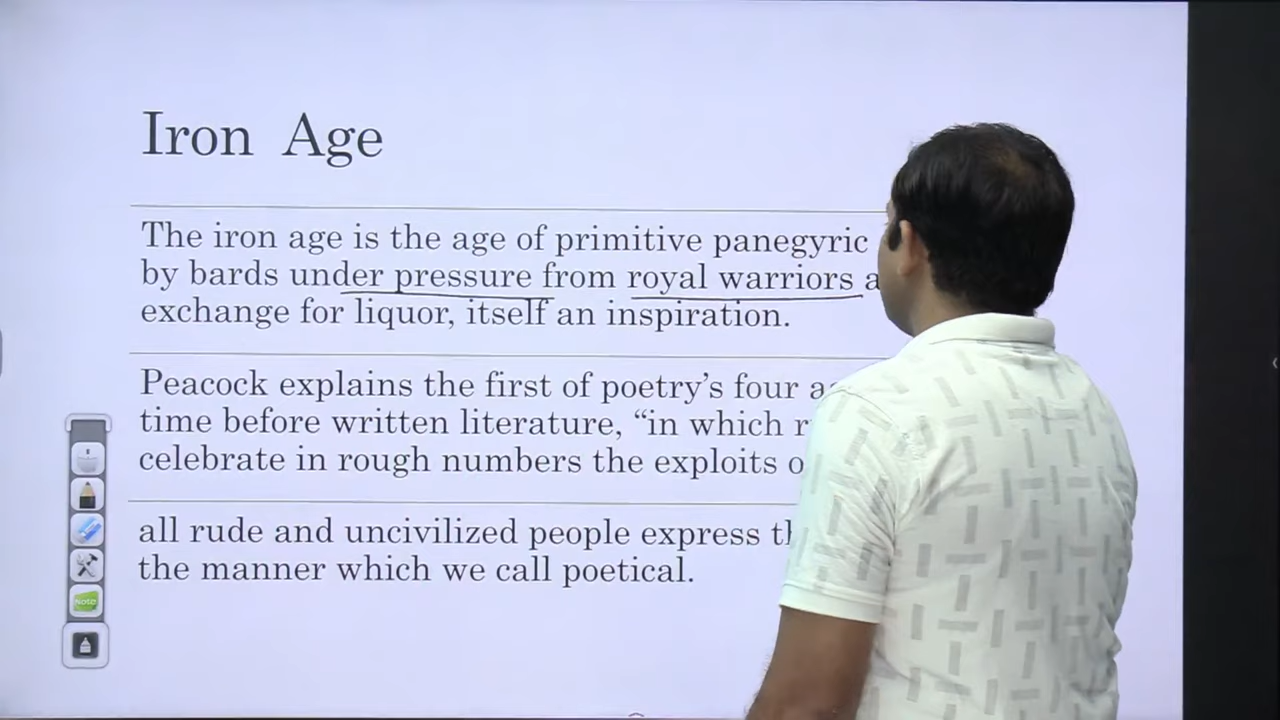 Iron Age
The iron age is the age of primitive panegyric
by bards under pressure from royal warriors
exchange for liquor, itself an inspiration.
Peacock explains the first of poetry's four
time before written literature, "in which
celebrate in rough numbers the exploits
all rude and uncivilized people express
the manner which we call poetical.
NOTE